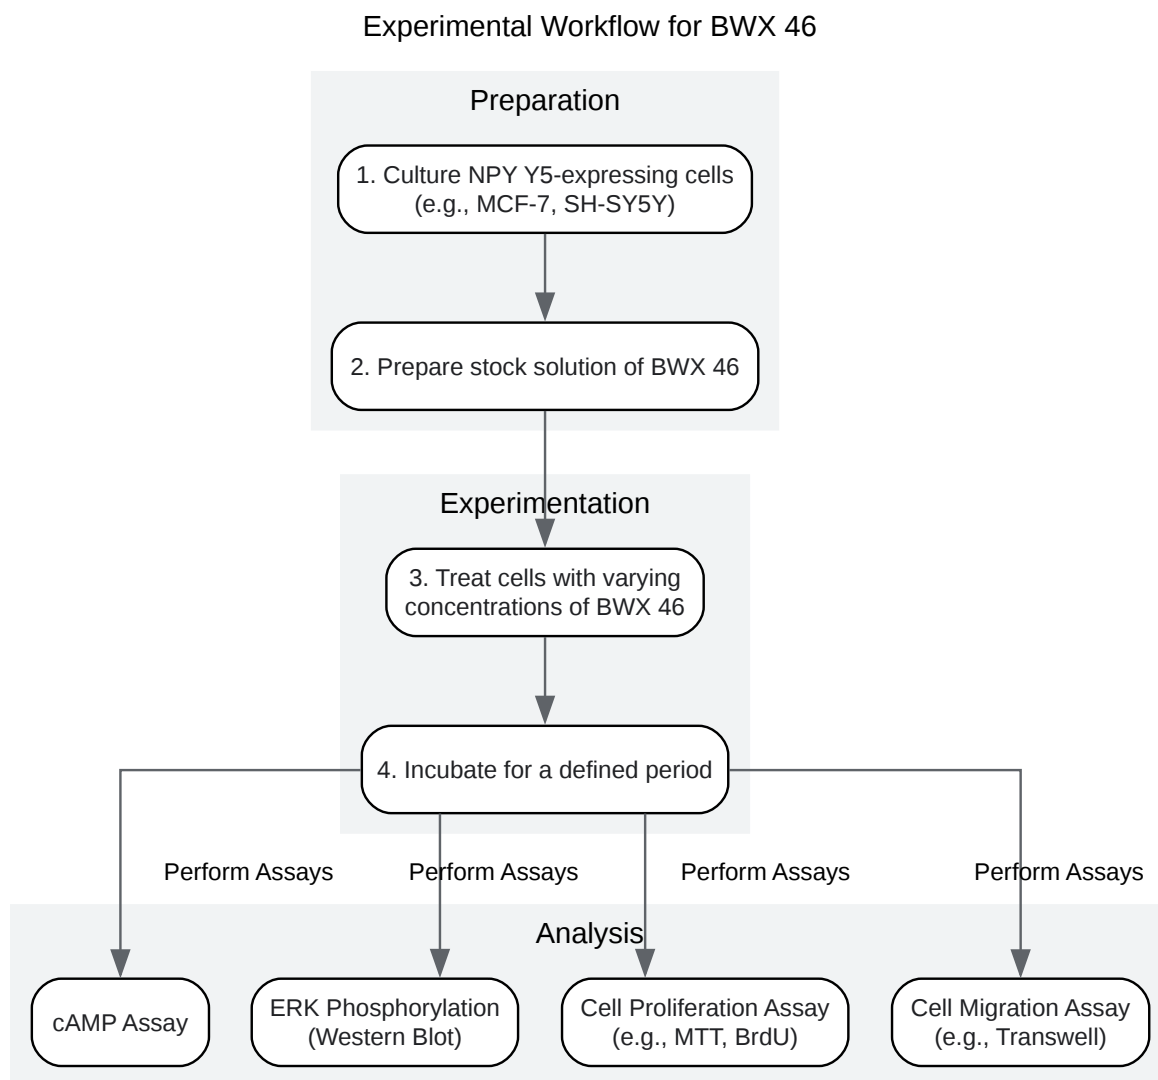 Experimental Workflow for BWX 46
Preparation
1. Culture NPY Y5-expressing cells
(e.g., MCF-7, SH-SY5Y)
2. Prepare stock solution of BWX 46
Experimentation
3. Treat cells with varying
concentrations of BWX 46
4. Incubate for a defined period
Perform Assays
Perform Assays
Perform Assays
Perform Assays
Analysis
cAMP Assay
ERK Phosphorylation
(Western Blot)
Cell Proliferation Assay
(e.g., MTT, BrdU)
Cell Migration Assay
(e.g., Transwell)